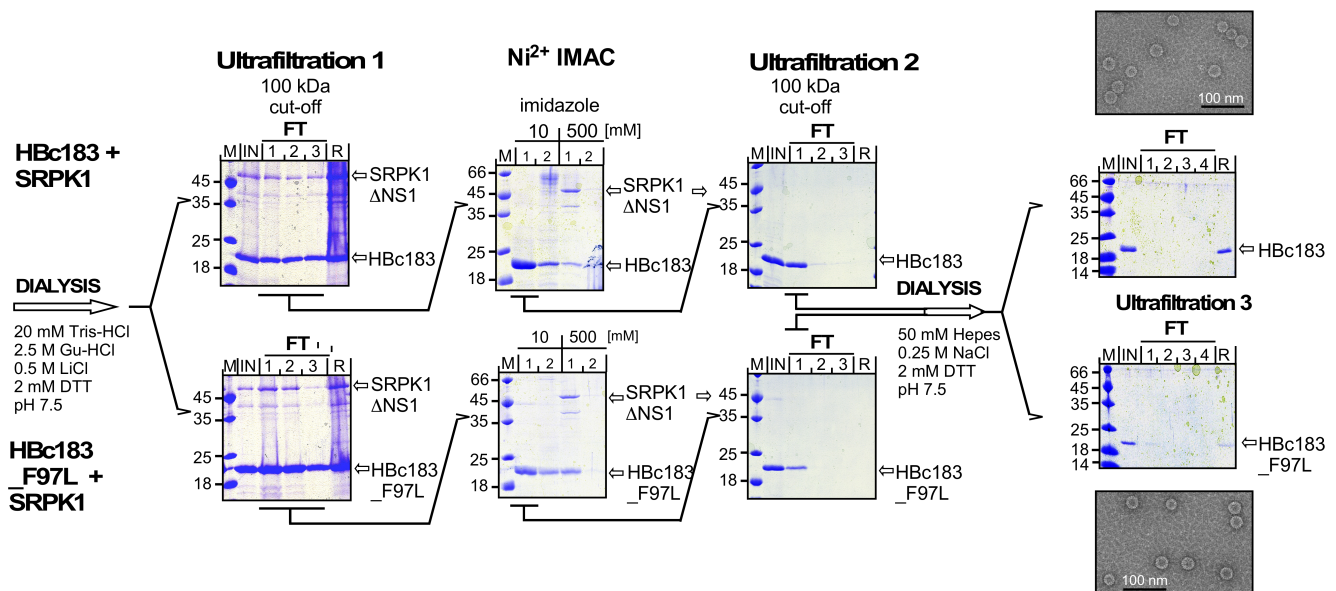 Ultrafiltration 1
100 kDa
cut-off
FT
M IN 1 2 3 R
45
35
25
18
SRPK1
ΔNS1
HBc183
Ni²⁺ IMAC
imidazole
10 500 [mM]
M 1 2 1 2
66
45
35
25
18
SRPK1
ΔNS1
HBc183
Ultrafiltration 2
100 kDa
cut-off
FT
M IN 1 2 3 R
45
35
25
18
HBc183
100 nm
FT
M IN 1 2 3 4 R
66
45
35
25
18
14
HBc183
HBc183 +
SRPK1
DIALYSIS
20 mM Tris-HCl
2.5 M Gu-HCl
0.5 M LiCl
2 mM DTT
pH 7.5
HBc183
_F97L +
SRPK1
FT
M IN 1 2 3 R
45
35
25
18
SRPK1
ΔNS1
HBc183
_F97L
10 500 [mM]
M 1 2 1 2
66
45
35
25
18
SRPK1
ΔNS1
HBc183
_F97L
FT
M IN 1 2 3 R
45
35
25
18
HBc183
_F97L
DIALYSIS
50 mM Hepes
0.25 M NaCl
2 mM DTT
pH 7.5
Ultrafiltration 3
FT
M IN 1 2 3 4 R
66
45
35
25
18
14
HBc183
_F97L
100 nm